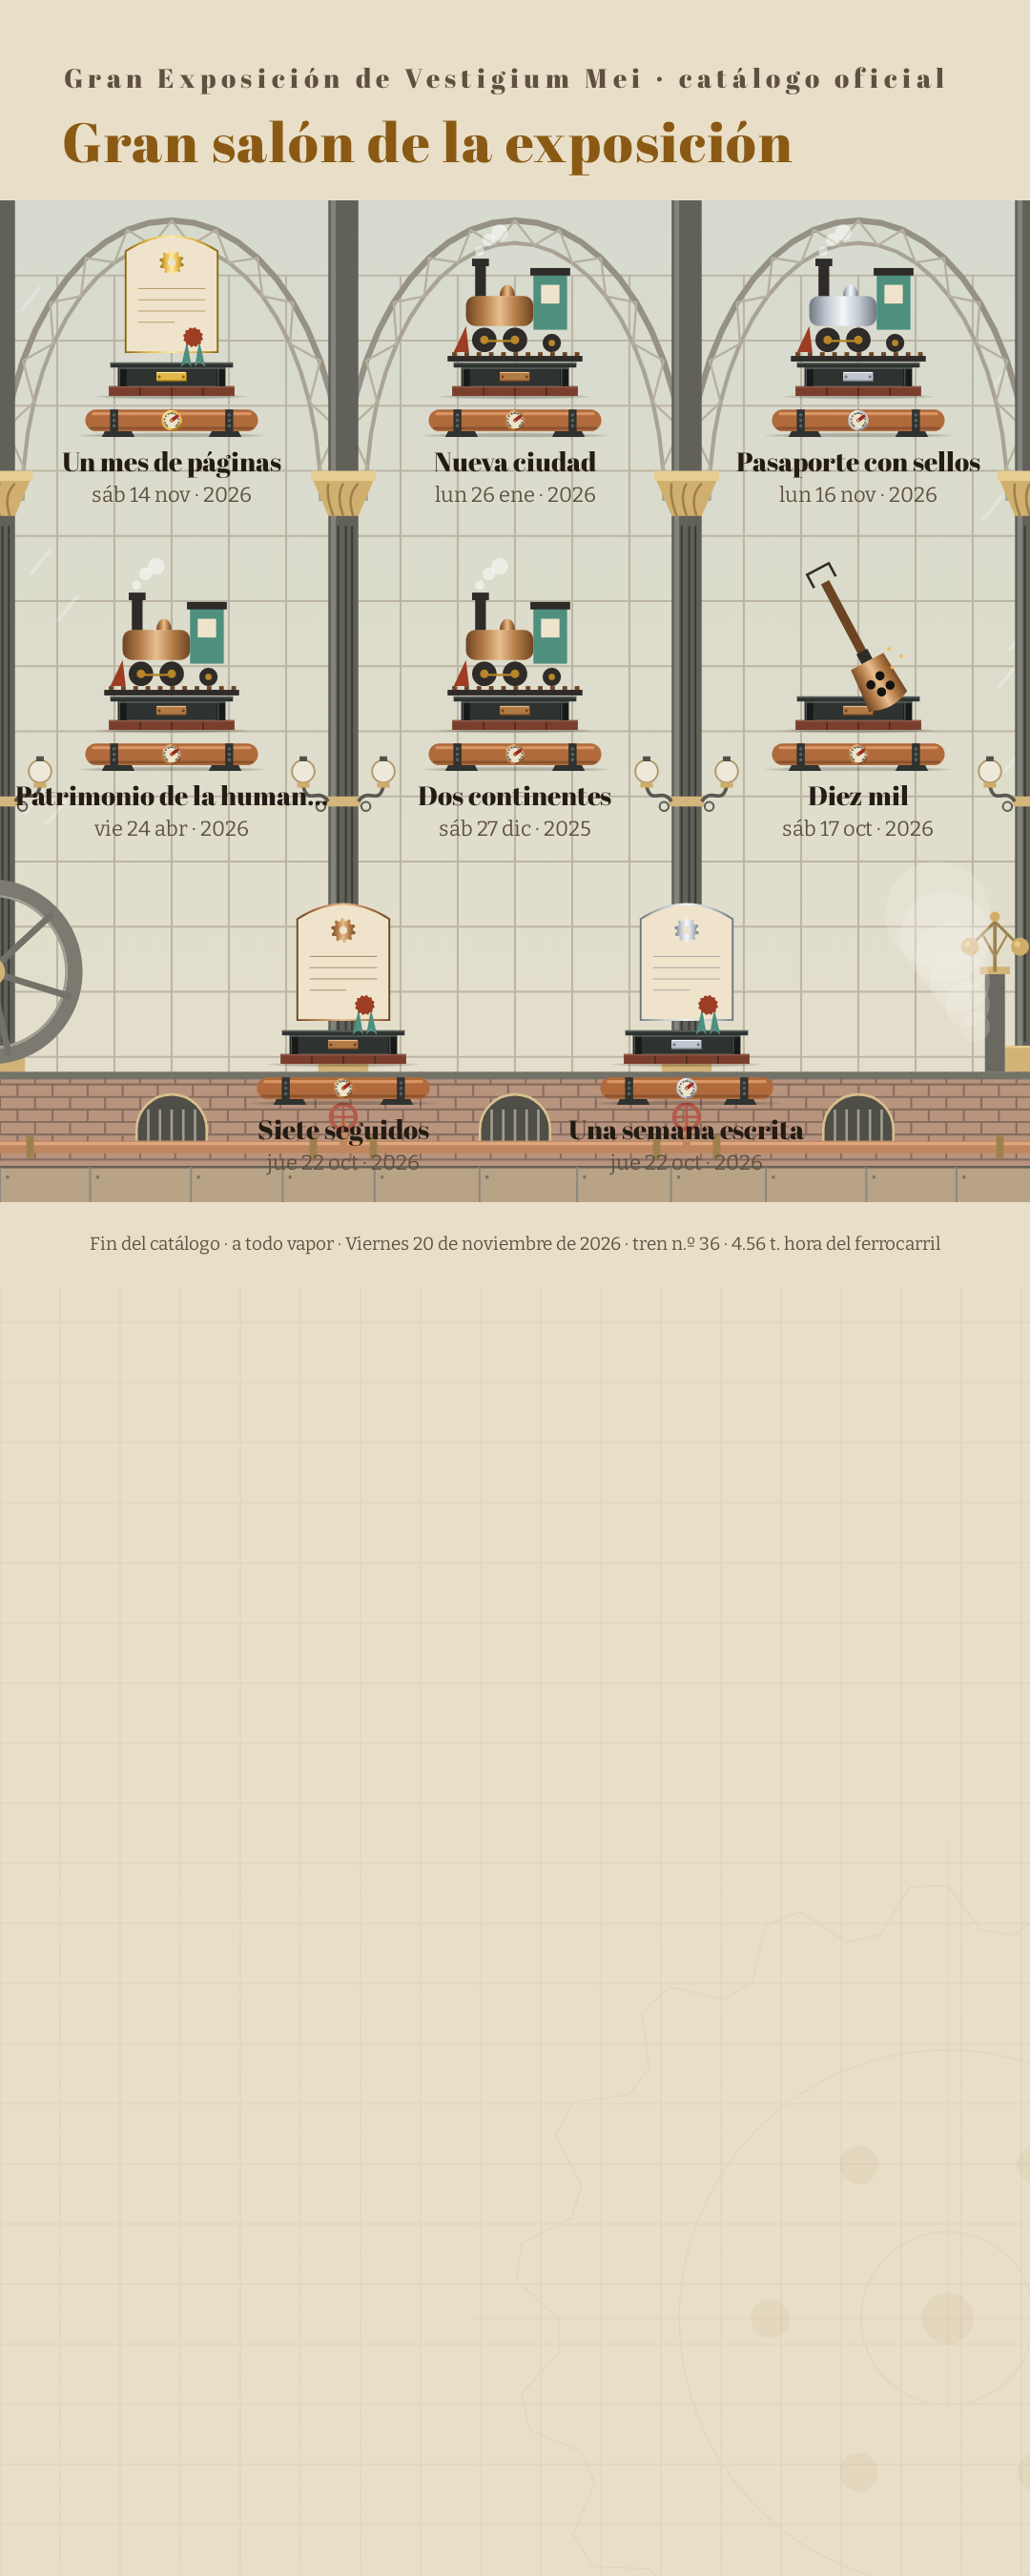 Gran Exposición de Vestigium Mei · catálogo oficial
Gran salón de la exposición
Un mes de páginas
sáb 14 nov · 2026
Nueva ciudad
lun 26 ene · 2026
Pasaporte con sellos
lun 16 nov · 2026
Patrimonio de la human...
vie 24 abr · 2026
Dos continentes
sáb 27 dic · 2025
Diez mil
sáb 17 oct · 2026
Siete seguidos
jue 22 oct · 2026
Una semana escrita
jue 22 oct · 2026
Fin del catálogo · a todo vapor · Viernes 20 de noviembre de 2026 · tren n.º 36 · 4.56 t. hora del ferrocarril